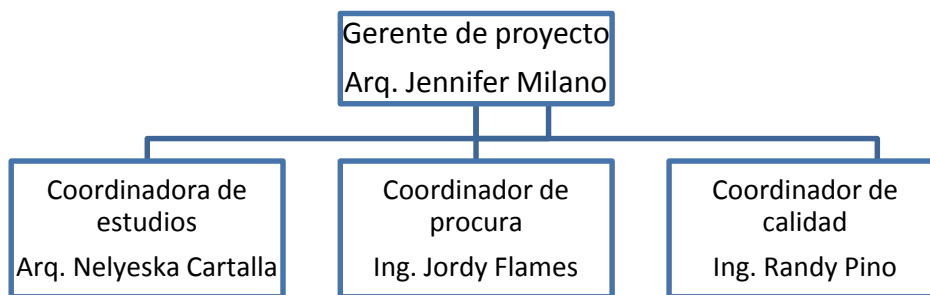 Gerente de proyecto
Arq. Jennifer Milano
Coordinadora de
estudios
Arq. Nelyeska Cartalla
Coordinador de
procura
Ing. Jordy Flames
Coordinador de
calidad
Ing. Randy Pino